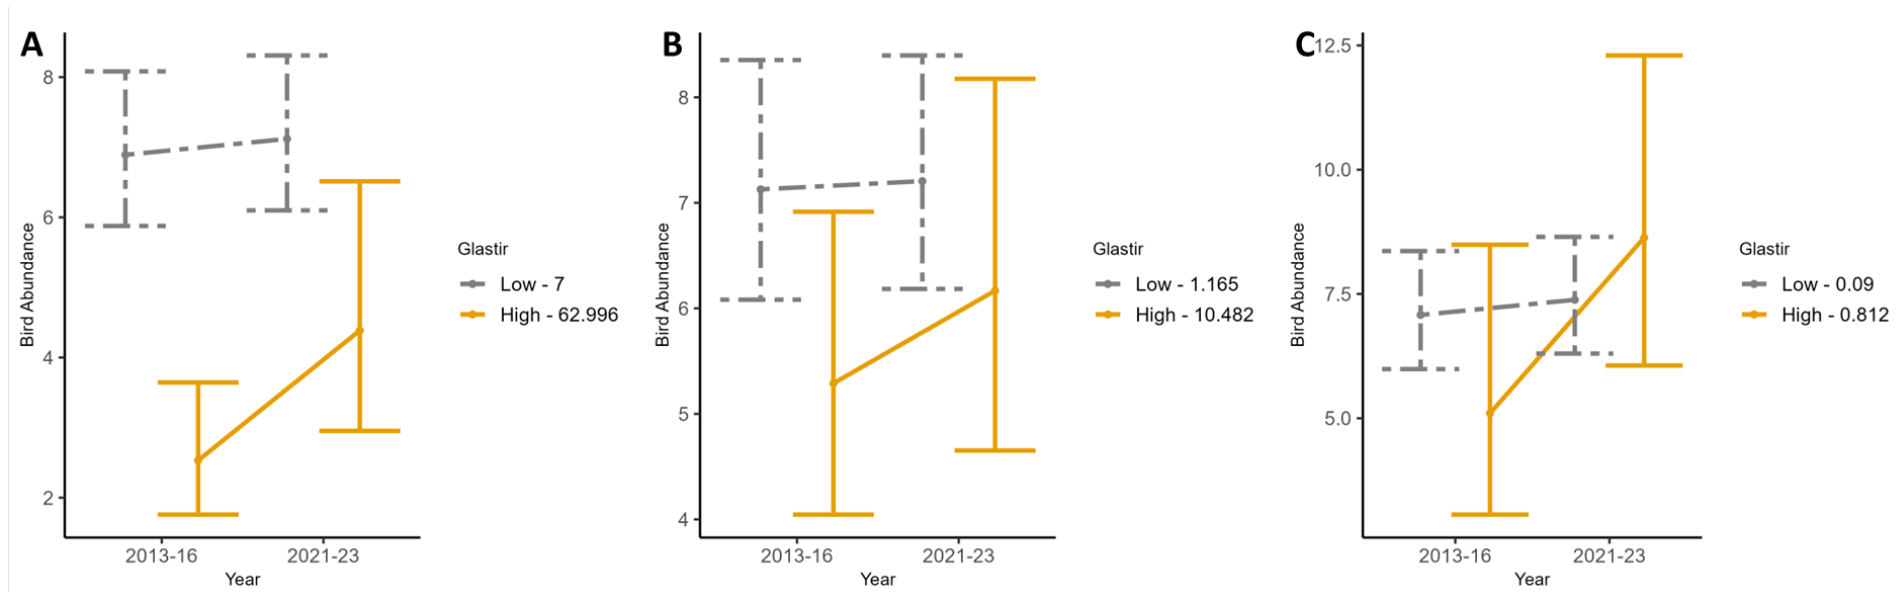 A
8
6
4
2
Bird Abundance
2013-16
2021-23
Year
Glastir
Low - 7
High - 62.996
B
8
7
6
5
4
Bird Abundance
2013-16
2021-23
Year
Glastir
Low - 1.165
High - 10.482
C
12.5
10.0
7.5
5.0
Bird Abundance
2013-16
2021-23
Year
Glastir
Low - 0.09
High - 0.812